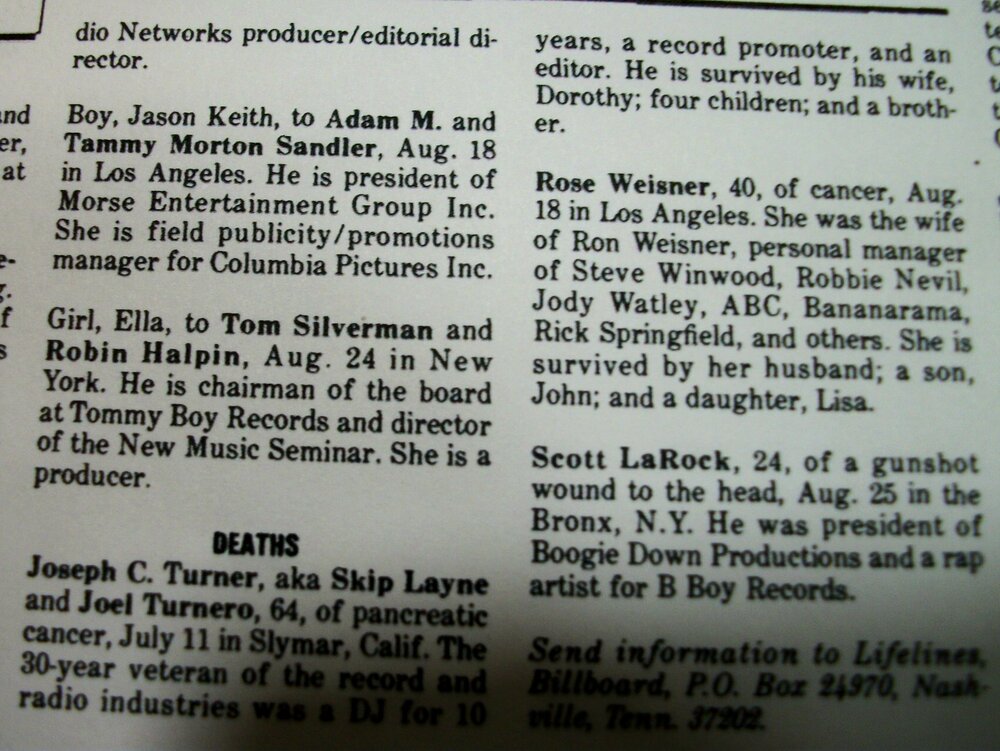 dio Networks producer/editorial di-
rector.
Boy, Jason Keith, to Adam M. and
Tammy Morton Sandler, Aug. 18
in Los Angeles. He is president of
Morse Entertainment Group Inc.
She is field publicity/promotions
manager for Columbia Pictures Inc.
Girl, Ella, to Tom Silverman and
Robin Halpin, Aug. 24 in New
York. He is chairman of the board
at Tommy Boy Records and director
of the New Music Seminar. She is a
producer.
DEATHS
Joseph C. Turner, aka Skip Layne
and Joel Turnero, 64, of pancreatic
cancer, July 11 in Slymar, Calif. The
30-year veteran of the record and
radio industries was a DJ for 10
years, a record promoter, and an
editor. He is survived by his wife,
Dorothy; four children; and a broth-
er.
Rose Weisner, 40, of cancer, Aug.
18 in Los Angeles. She was the wife
of Ron Weisner, personal manager
of Steve Winwood, Robbie Nevil,
Jody Watley, ABC, Bananarama,
Rick Springfield, and others. She is
survived by her husband; a son,
John; and a daughter, Lisa.
Scott LaRock, 24, of a gunshot
wound to the head, Aug. 25 in the
Bronx, N.Y. He was president of
Boogie Down Productions and a rap
artist for B Boy Records.
Send information to Lifelines,
Billboard, P.O. Box 24970, Nash-
ville, Tenn. 37202.